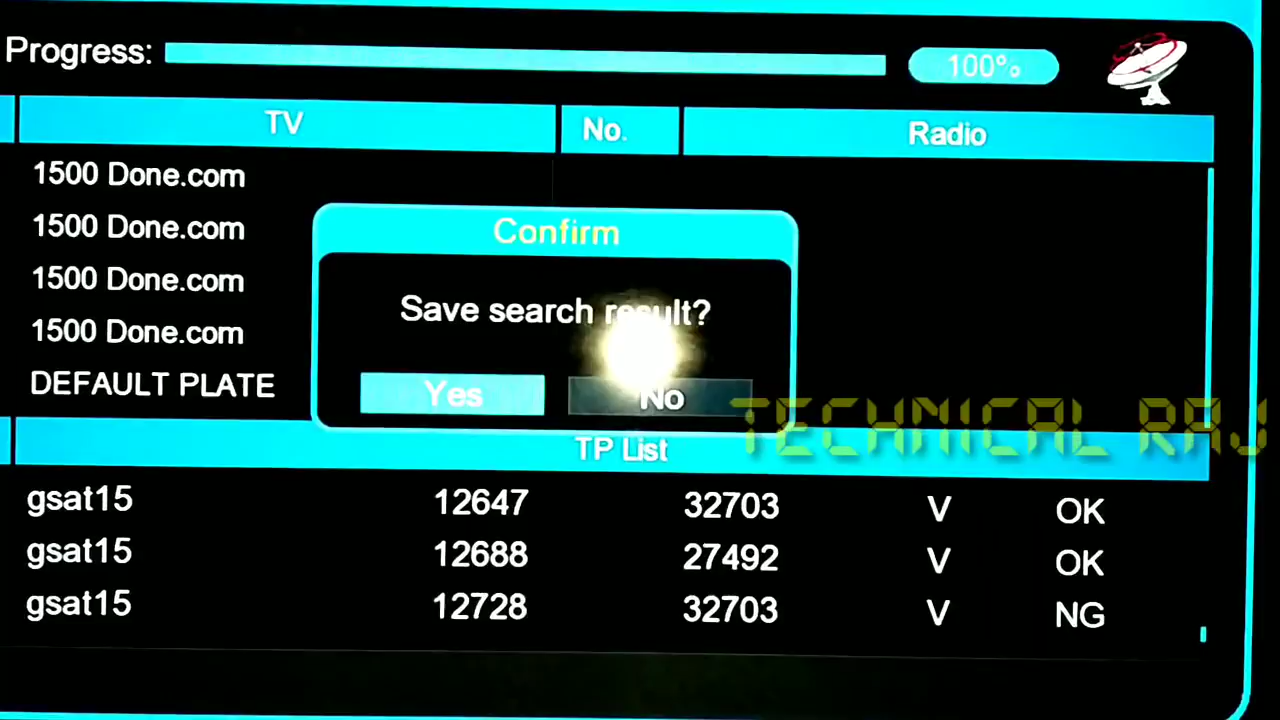 Progress: 100%
TV No. Radio
1500 Done.com
1500 Done.com
1500 Done.com
1500 Done.com
DEFAULT PLATE
Confirm
Save search result?
Yes No
TECHNICAL RAJ
TP List
gsat15 12647 32703 V OK
gsat15 12688 27492 V OK
gsat15 12728 32703 V NG